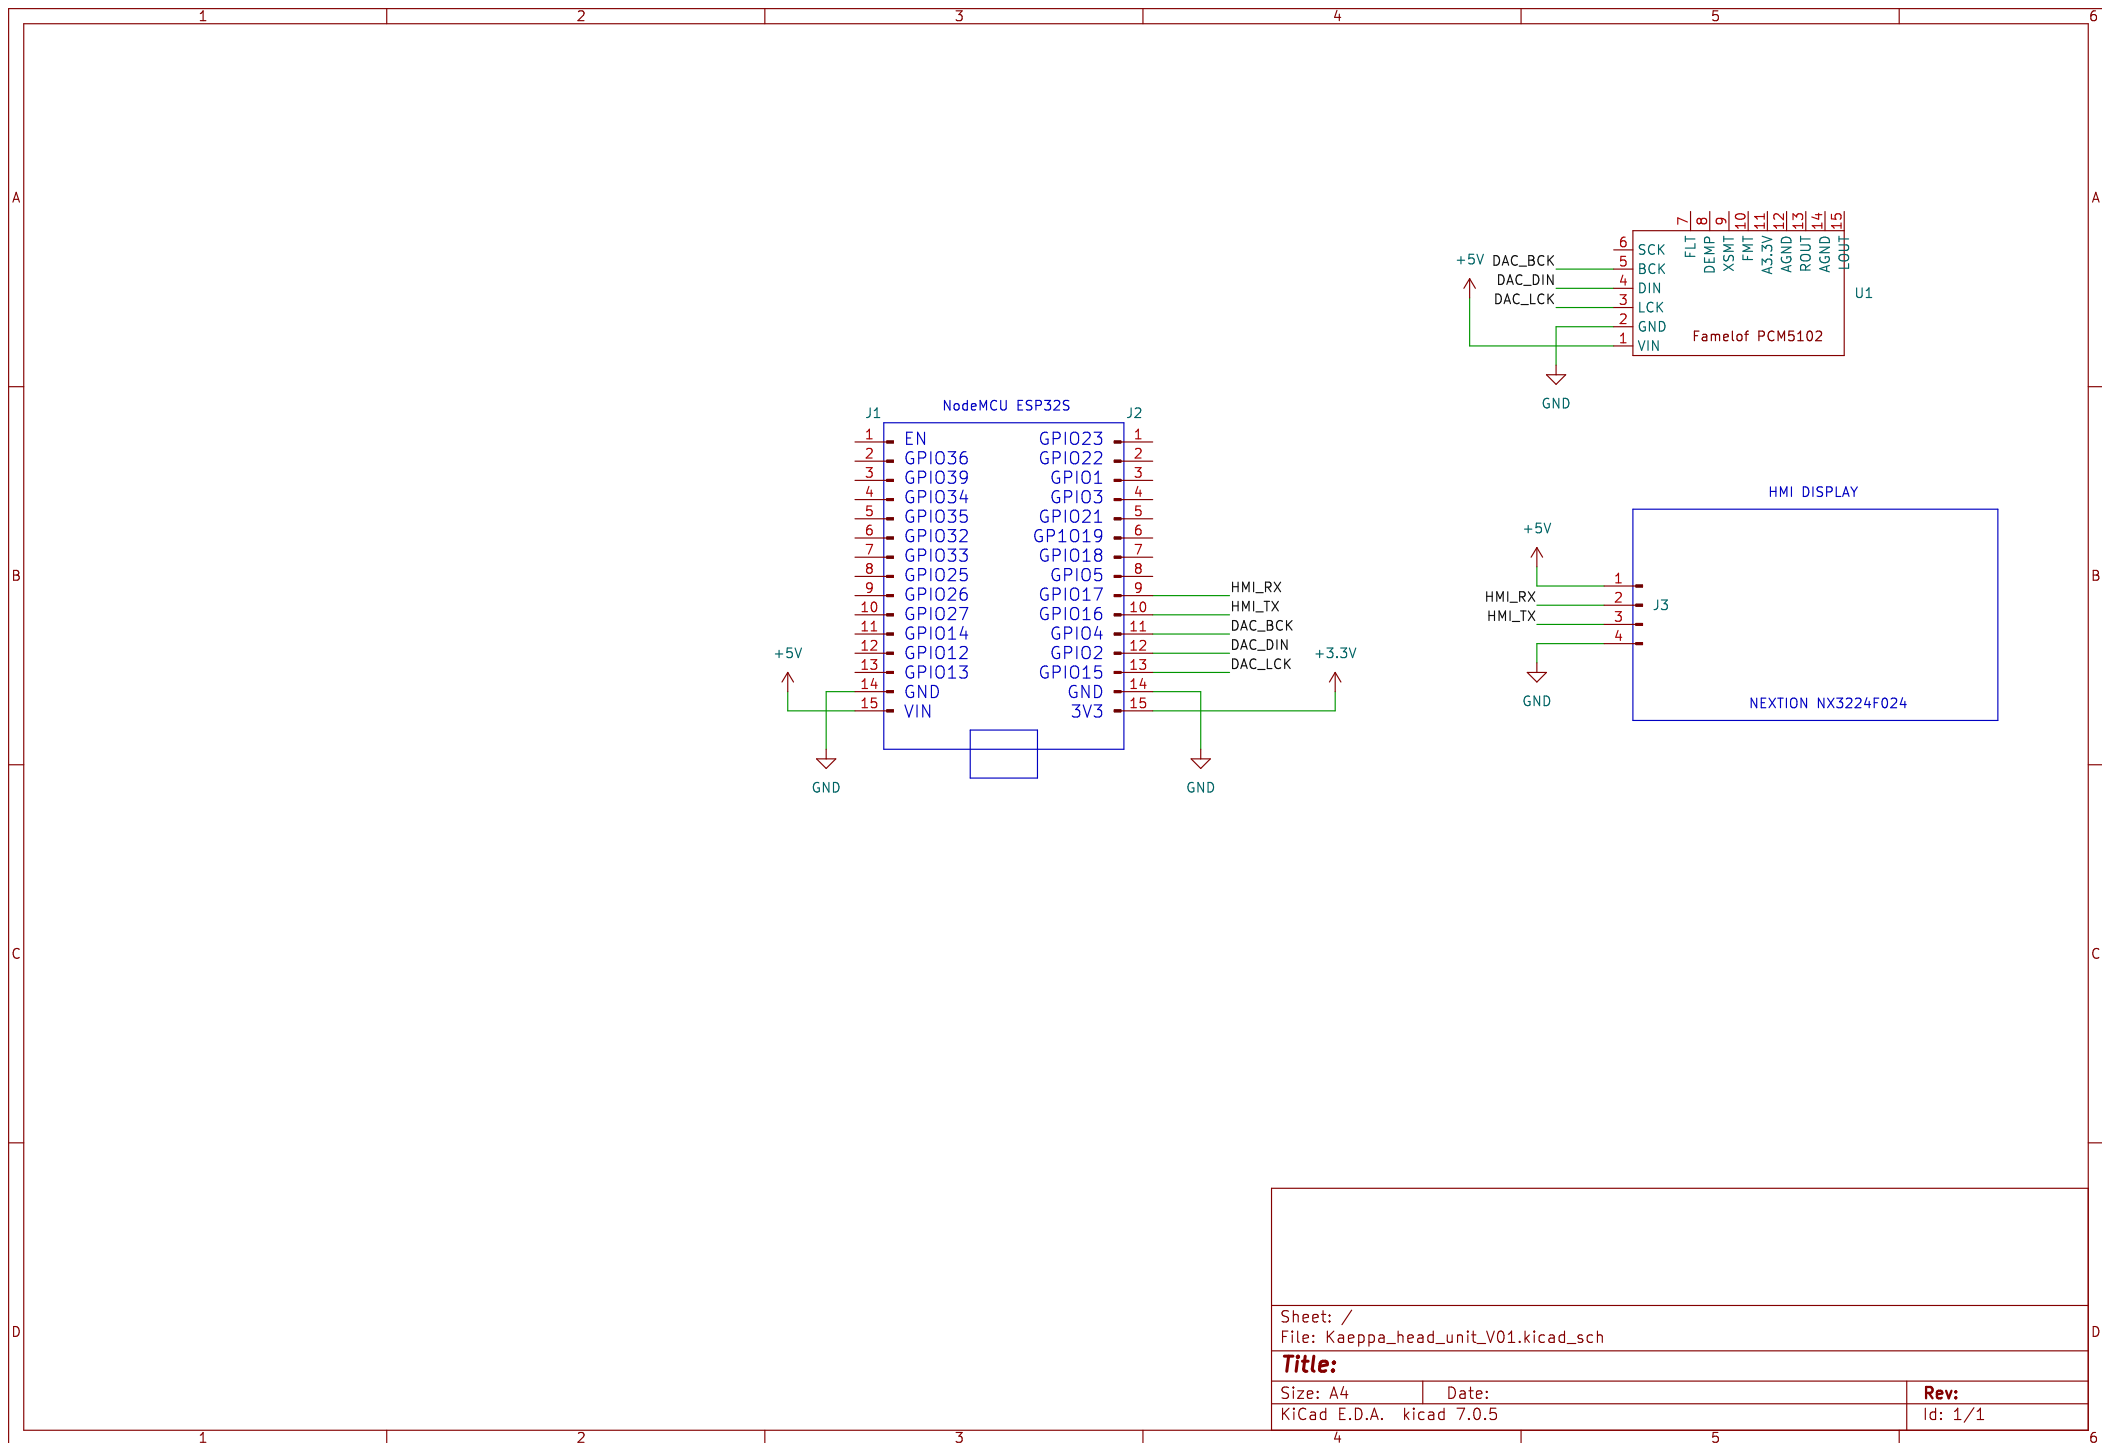 1 2 3 4 5 6
A
B
C
D
A
B
C
D
NodeMCU ESP32S
J1
J2
1 EN
2 GPIO36
3 GPIO39
4 GPIO34
5 GPIO35
6 GPIO32
7 GPIO33
8 GPIO25
9 GPIO26
10 GPIO27
11 GPIO14
12 GPIO12
13 GPIO13
14 GND
15 VIN
+5V
GND
GPIO23 1
GPIO22 2
GPIO1 3
GPIO3 4
GPIO21 5
GP1O19 6
GPIO18 7
GPIO5 8
GPIO17 9 HMI_RX
GPIO16 10 HMI_TX
GPIO4 11 DAC_BCK
GPIO2 12 DAC_DIN
GPIO15 13 DAC_LCK
GND 14
3V3 15
+3.3V
GND
7 FLT
8 DEMP
9 XSMT
10 FMT
11 A3.3V
12 AGND
13 ROUT
14 AGND
15 LOUT
6 SCK
DAC_BCK 5 BCK
DAC_DIN 4 DIN
DAC_LCK 3 LCK
2 GND
1 VIN
+5V
GND
U1
Famelof PCM5102
HMI DISPLAY
+5V
1
HMI_RX 2
HMI_TX 3
4
J3
GND
NEXTION NX3224F024
Sheet: /
File: Kaeppa_head_unit_V01.kicad_sch
Title:
Size: A4 Date: Rev:
KiCad E.D.A. kicad 7.0.5 Id: 1/1
1 2 3 4 5 6